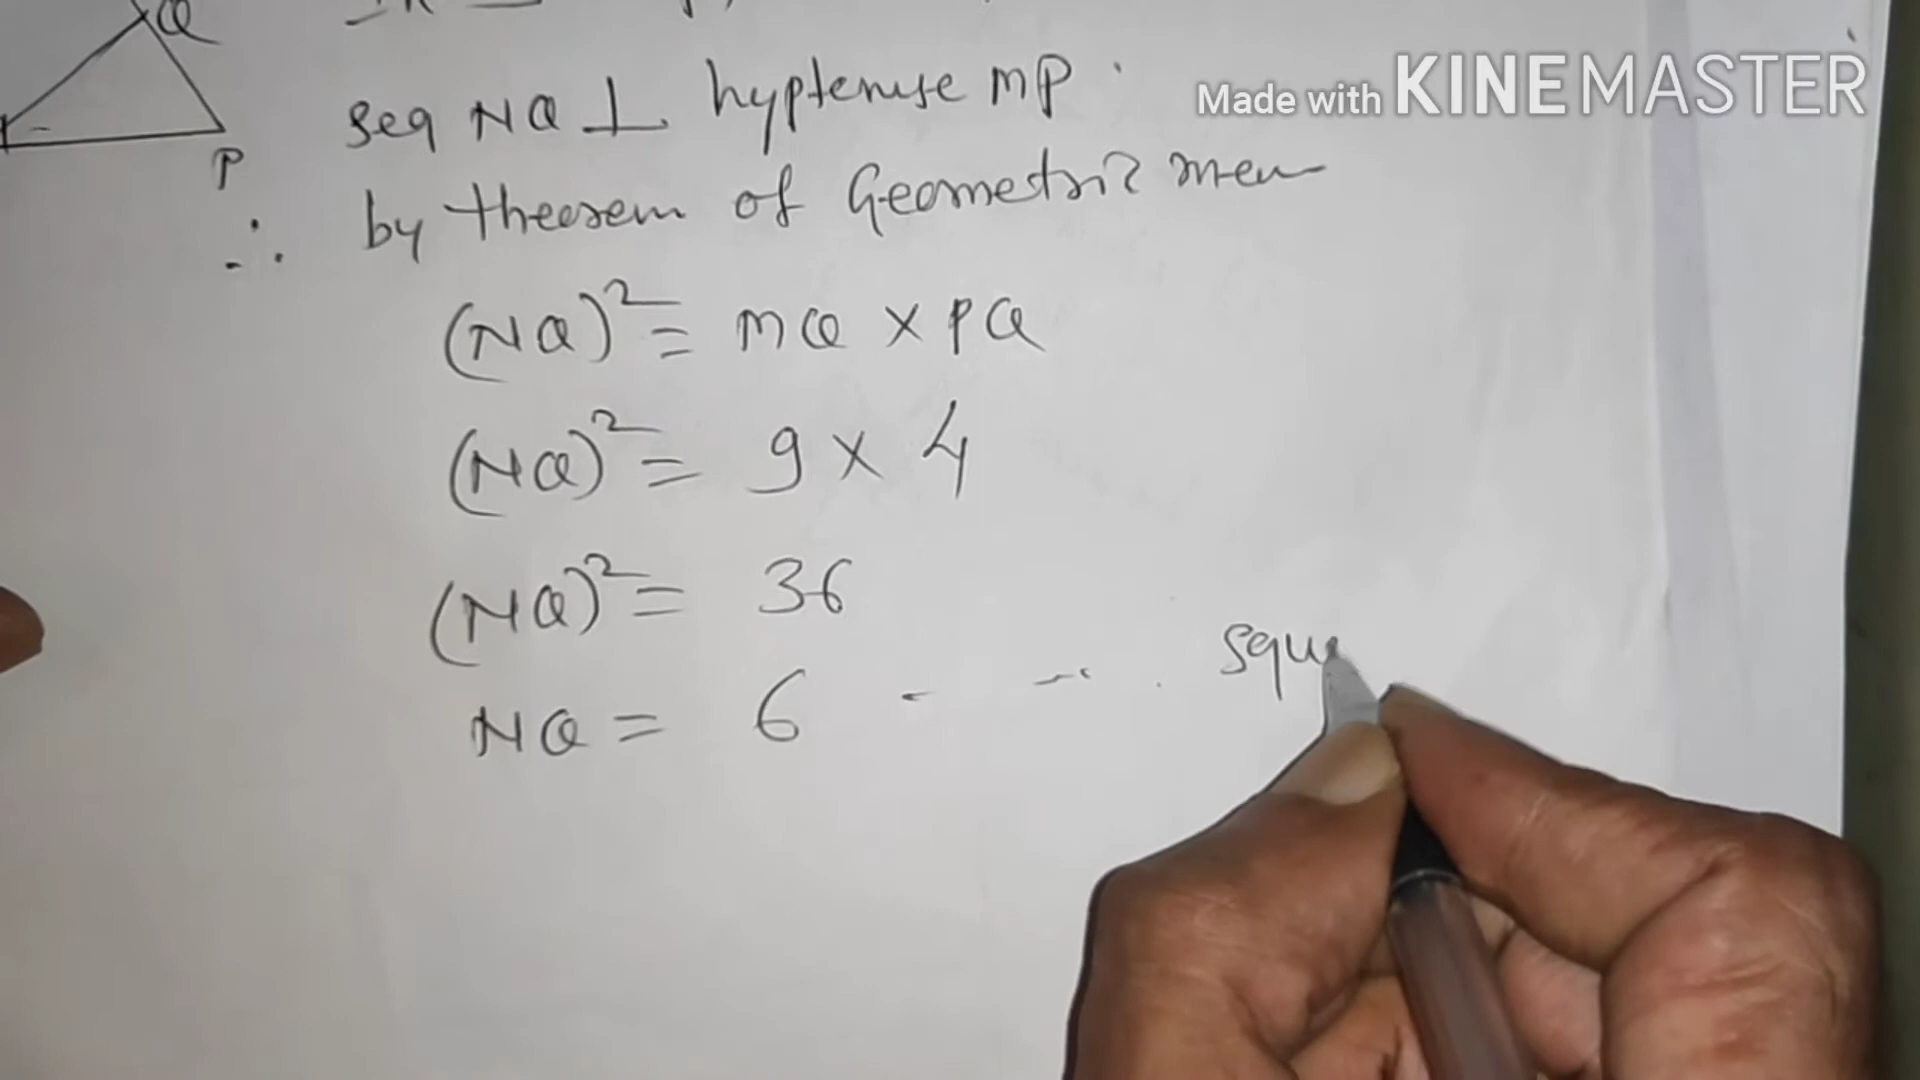 Q
seg NQ ⊥ hyptenuse MP.
Made with KINEMASTER
P
∴ by theorem of Geometric mean
(NQ)² = MQ × PQ
(NQ)² = 9 × 4
(NQ)² = 36
NQ = 6 - - . squ